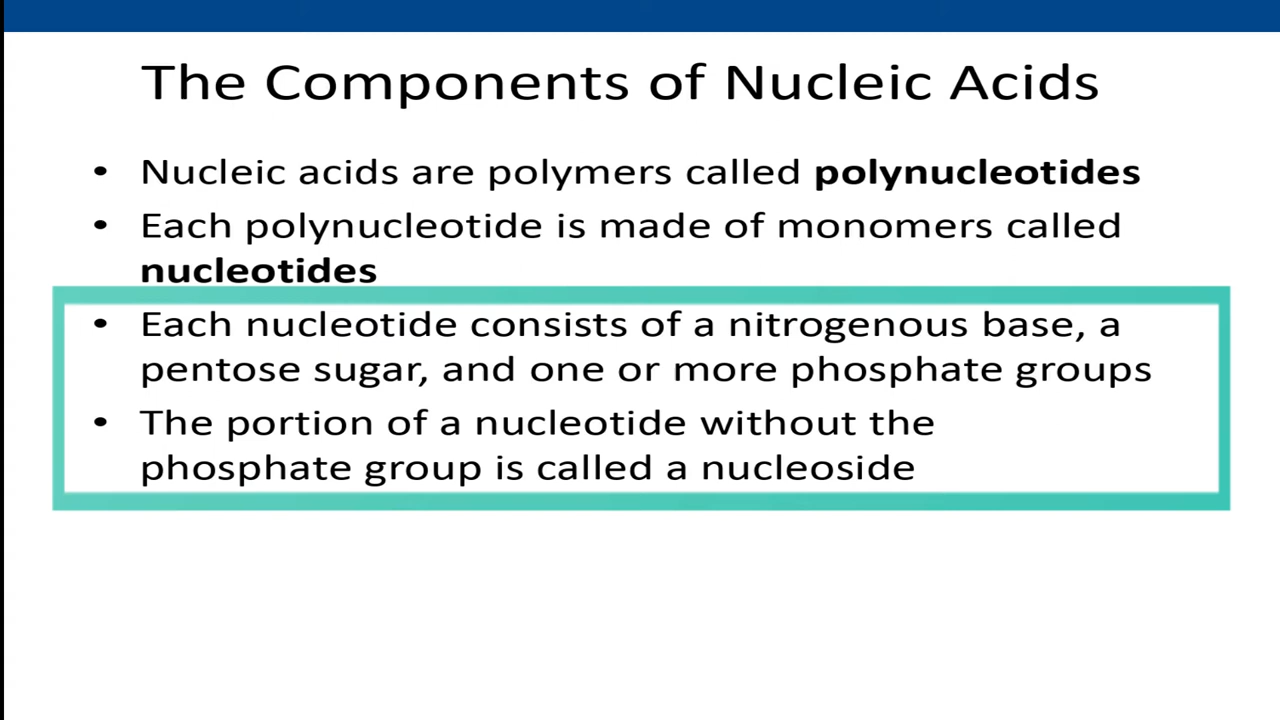 The Components of Nucleic Acids
• Nucleic acids are polymers called polynucleotides
• Each polynucleotide is made of monomers called
nucleotides
• Each nucleotide consists of a nitrogenous base, a
pentose sugar, and one or more phosphate groups
• The portion of a nucleotide without the
phosphate group is called a nucleoside